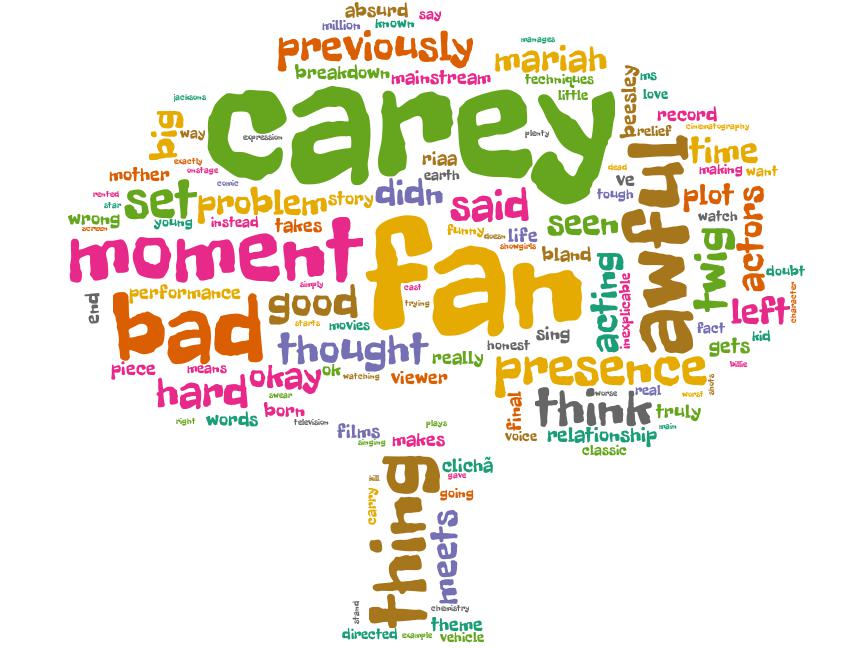 absurd
million known say
previously
manages
mariah
breakdown mainstream
techniques
little
beesley
ms
love
jacksons
carey
big
way
expression
plenty
record
relief
cinematography
time
exactly
onstage
mother
comic
riaa
earth
dead
ve
tough
awful
making want
rented
star
set
problem
story
didn
said
plot
actors
watch
wrong
screen
young
instead
takes
funny
doesn
life
showgirls
seen
moment
fan
simply
cast
trying
bland
acting
inexplicable
twig
doubt
character
end
performance
bad
good
starts
movies
sing
honest
left
fact
kid
gets
billie
thought
really
piece
means
okay
ok
watching
viewer
presence
shots
hard
swear
born
right
words
television
final
think
worse
real
worst
truly
main
voice
relationship
classic
films
singing
plays
makes
thing
clichã
gave
kill
carry
going
meets
stand
chemistry
theme
directed
example
vehicle